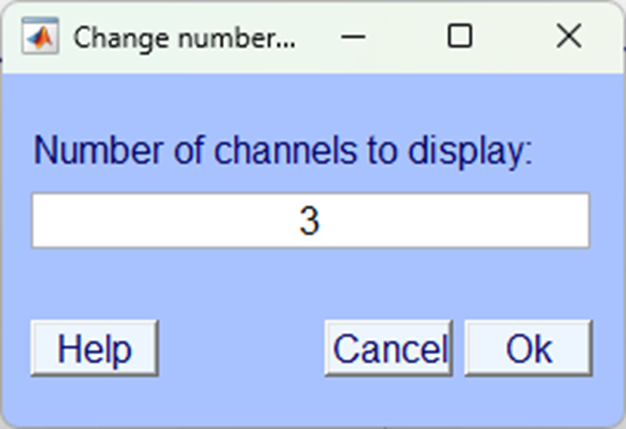 Change number...
Number of channels to display:
3
Help
Cancel
Ok